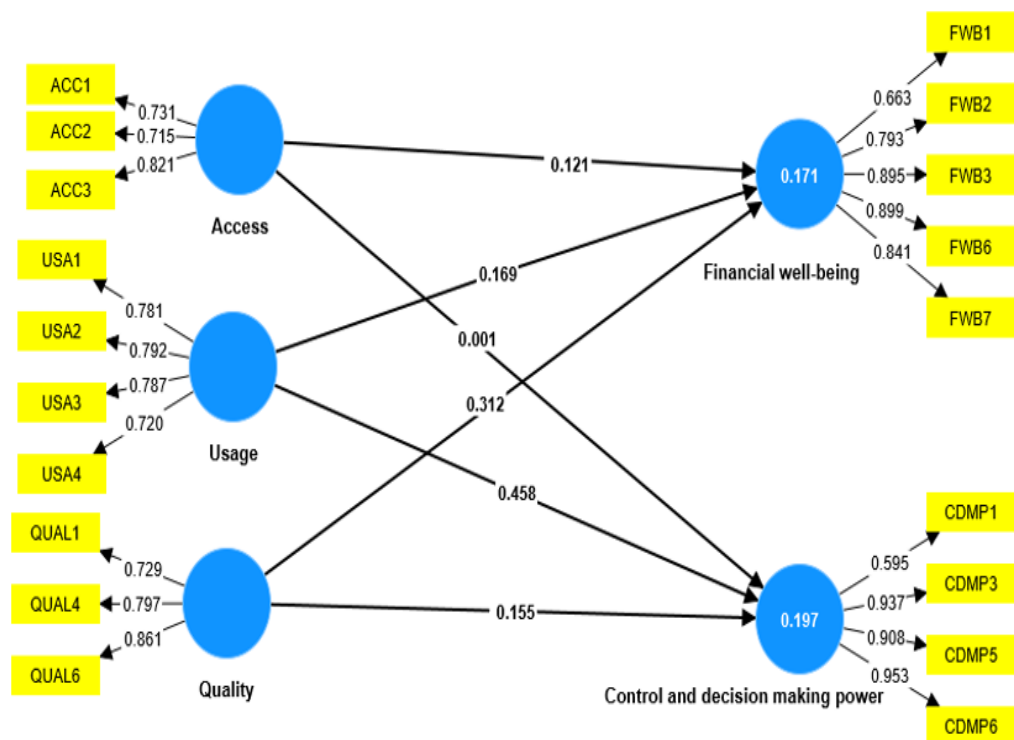 ACC1
ACC2
ACC3
0.731
0.715
0.821
Access
USA1
USA2
USA3
USA4
0.781
0.792
0.787
0.720
Usage
QUAL1
QUAL4
QUAL6
0.729
0.797
0.861
Quality
0.121
0.169
0.001
0.312
0.458
0.155
0.171
Financial well-being
0.663
0.793
0.895
0.899
0.841
FWB1
FWB2
FWB3
FWB6
FWB7
0.197
Control and decision making power
0.595
0.937
0.908
0.953
CDMP1
CDMP3
CDMP5
CDMP6